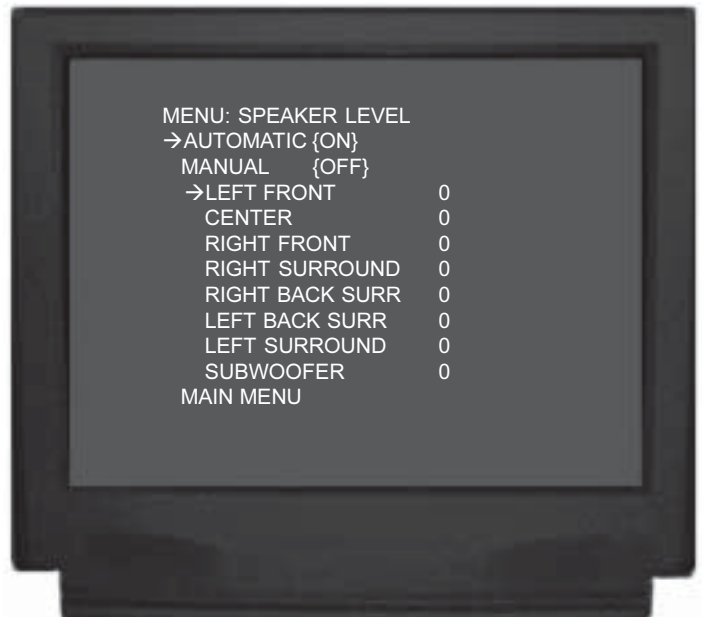 MENU: SPEAKER LEVEL
→AUTOMATIC {ON}
MANUAL {OFF}
→LEFT FRONT 0
CENTER 0
RIGHT FRONT 0
RIGHT SURROUND 0
RIGHT BACK SURR 0
LEFT BACK SURR 0
LEFT SURROUND 0
SUBWOOFER 0
MAIN MENU